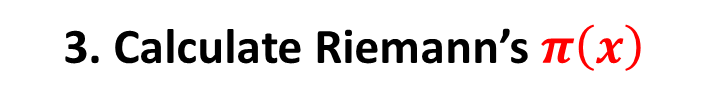 3. Calculate Riemann’s π(x)